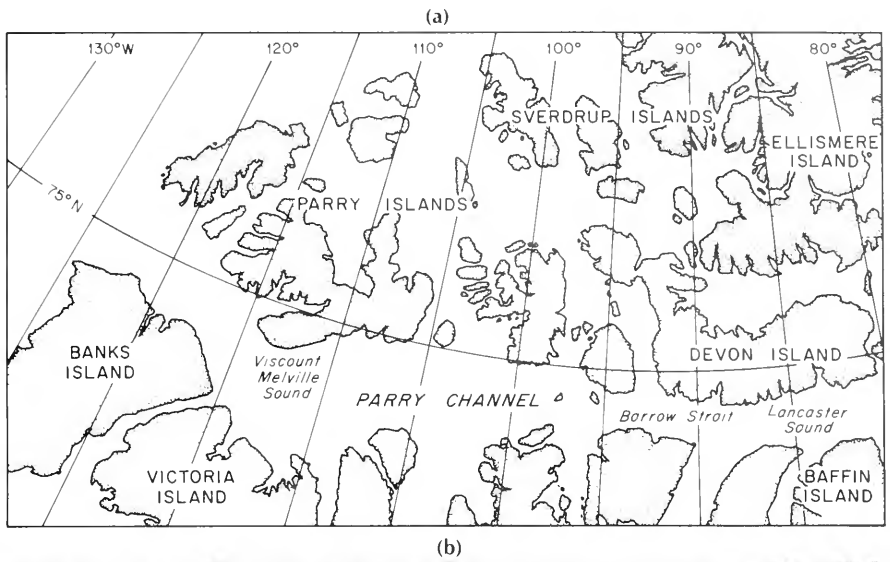 (a)
130°W
120°
110°
100°
90°
80°
SVERDRUP ISLANDS
ELLISMERE
ISLAND
75°N
PARRY ISLANDS
BANKS
ISLAND
Viscount
Melville
Sound
DEVON ISLAND
PARRY CHANNEL
Barrow Strait
Lancaster
Sound
VICTORIA
ISLAND
BAFFIN
ISLAND
(b)